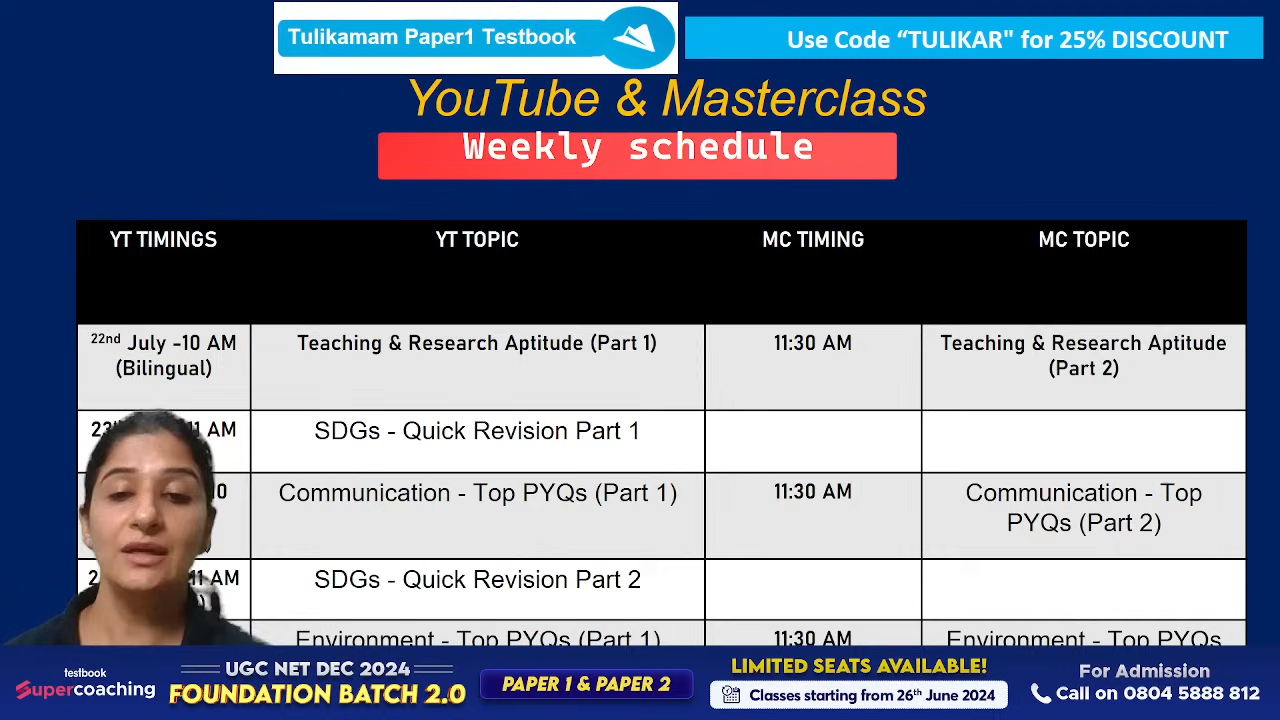 Tulikamam Paper1 Testbook
Use Code “TULIKAR" for 25% DISCOUNT
YouTube & Masterclass
Weekly schedule
YT TIMINGS YT TOPIC MC TIMING MC TOPIC
22nd July -10 AM Teaching & Research Aptitude (Part 1) 11:30 AM Teaching & Research Aptitude
(Bilingual) (Part 2)
AM SDGs - Quick Revision Part 1
Communication - Top PYQs (Part 1) 11:30 AM Communication - Top
PYQs (Part 2)
11 AM SDGs - Quick Revision Part 2
Environment - Top PYQs (Part 1) 11:30 AM Environment - Top PYQs
testbook
Supercoaching
UGC NET DEC 2024
FOUNDATION BATCH 2.0
PAPER 1 & PAPER 2
LIMITED SEATS AVAILABLE!
Classes starting from 26th June 2024
For Admission
Call on 0804 5888 812